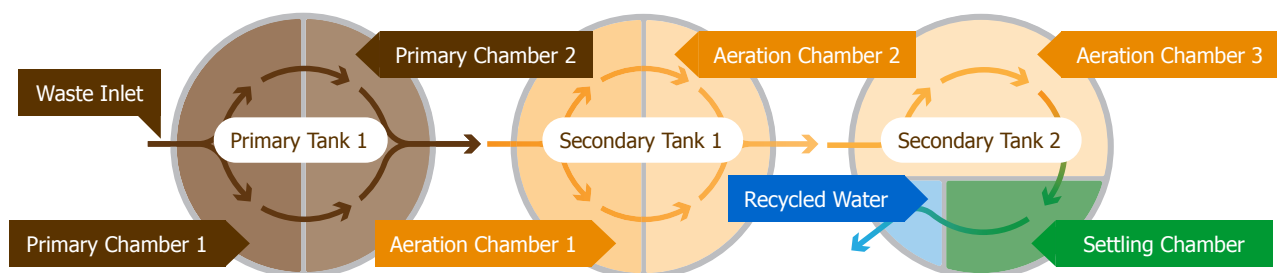 Primary Chamber 2
Aeration Chamber 2
Aeration Chamber 3
Waste Inlet
Primary Tank 1
Secondary Tank 1
Secondary Tank 2
Recycled Water
Primary Chamber 1
Aeration Chamber 1
Settling Chamber